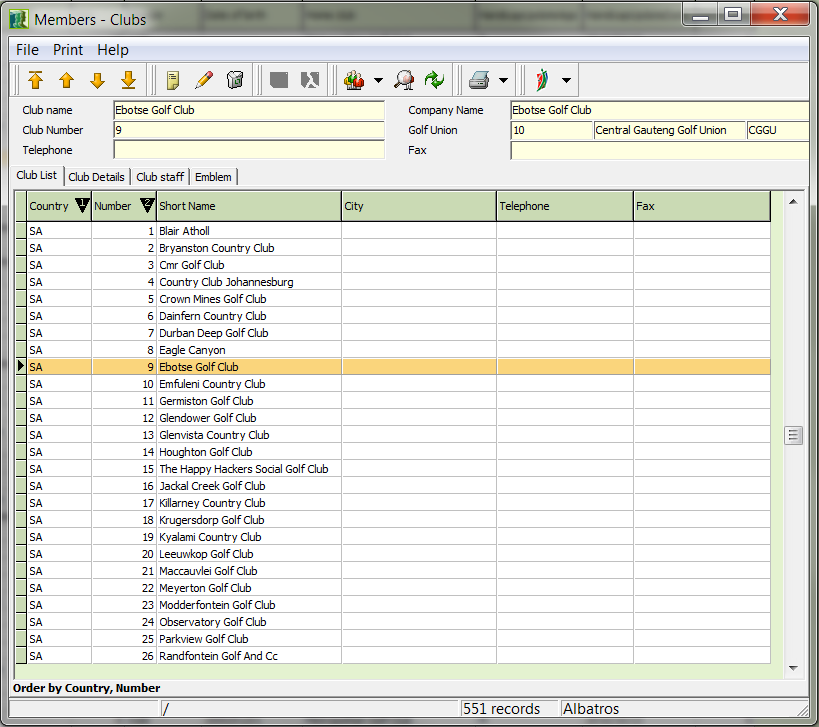 Members - Clubs
File Print Help
Club name Ebotse Golf Club Company Name Ebotse Golf Club
Club Number 9 Golf Union 10 Central Gauteng Golf Union CGGU
Telephone Fax
Club List Club Details Club staff Emblem
Country 1 Number 2 Short Name City Telephone Fax
SA 1 Blair Atholl
SA 2 Bryanston Country Club
SA 3 Cmr Golf Club
SA 4 Country Club Johannesburg
SA 5 Crown Mines Golf Club
SA 6 Dainfern Country Club
SA 7 Durban Deep Golf Club
SA 8 Eagle Canyon
SA 9 Ebotse Golf Club
SA 10 Emfuleni Country Club
SA 11 Germiston Golf Club
SA 12 Glendower Golf Club
SA 13 Glenvista Country Club
SA 14 Houghton Golf Club
SA 15 The Happy Hackers Social Golf Club
SA 16 Jackal Creek Golf Club
SA 17 Killarney Country Club
SA 18 Krugersdorp Golf Club
SA 19 Kyalami Country Club
SA 20 Leeuwkop Golf Club
SA 21 Maccauvlei Golf Club
SA 22 Meyerton Golf Club
SA 23 Modderfontein Golf Club
SA 24 Observatory Golf Club
SA 25 Parkview Golf Club
SA 26 Randfontein Golf And Cc
Order by Country, Number
/ 551 records Albatros